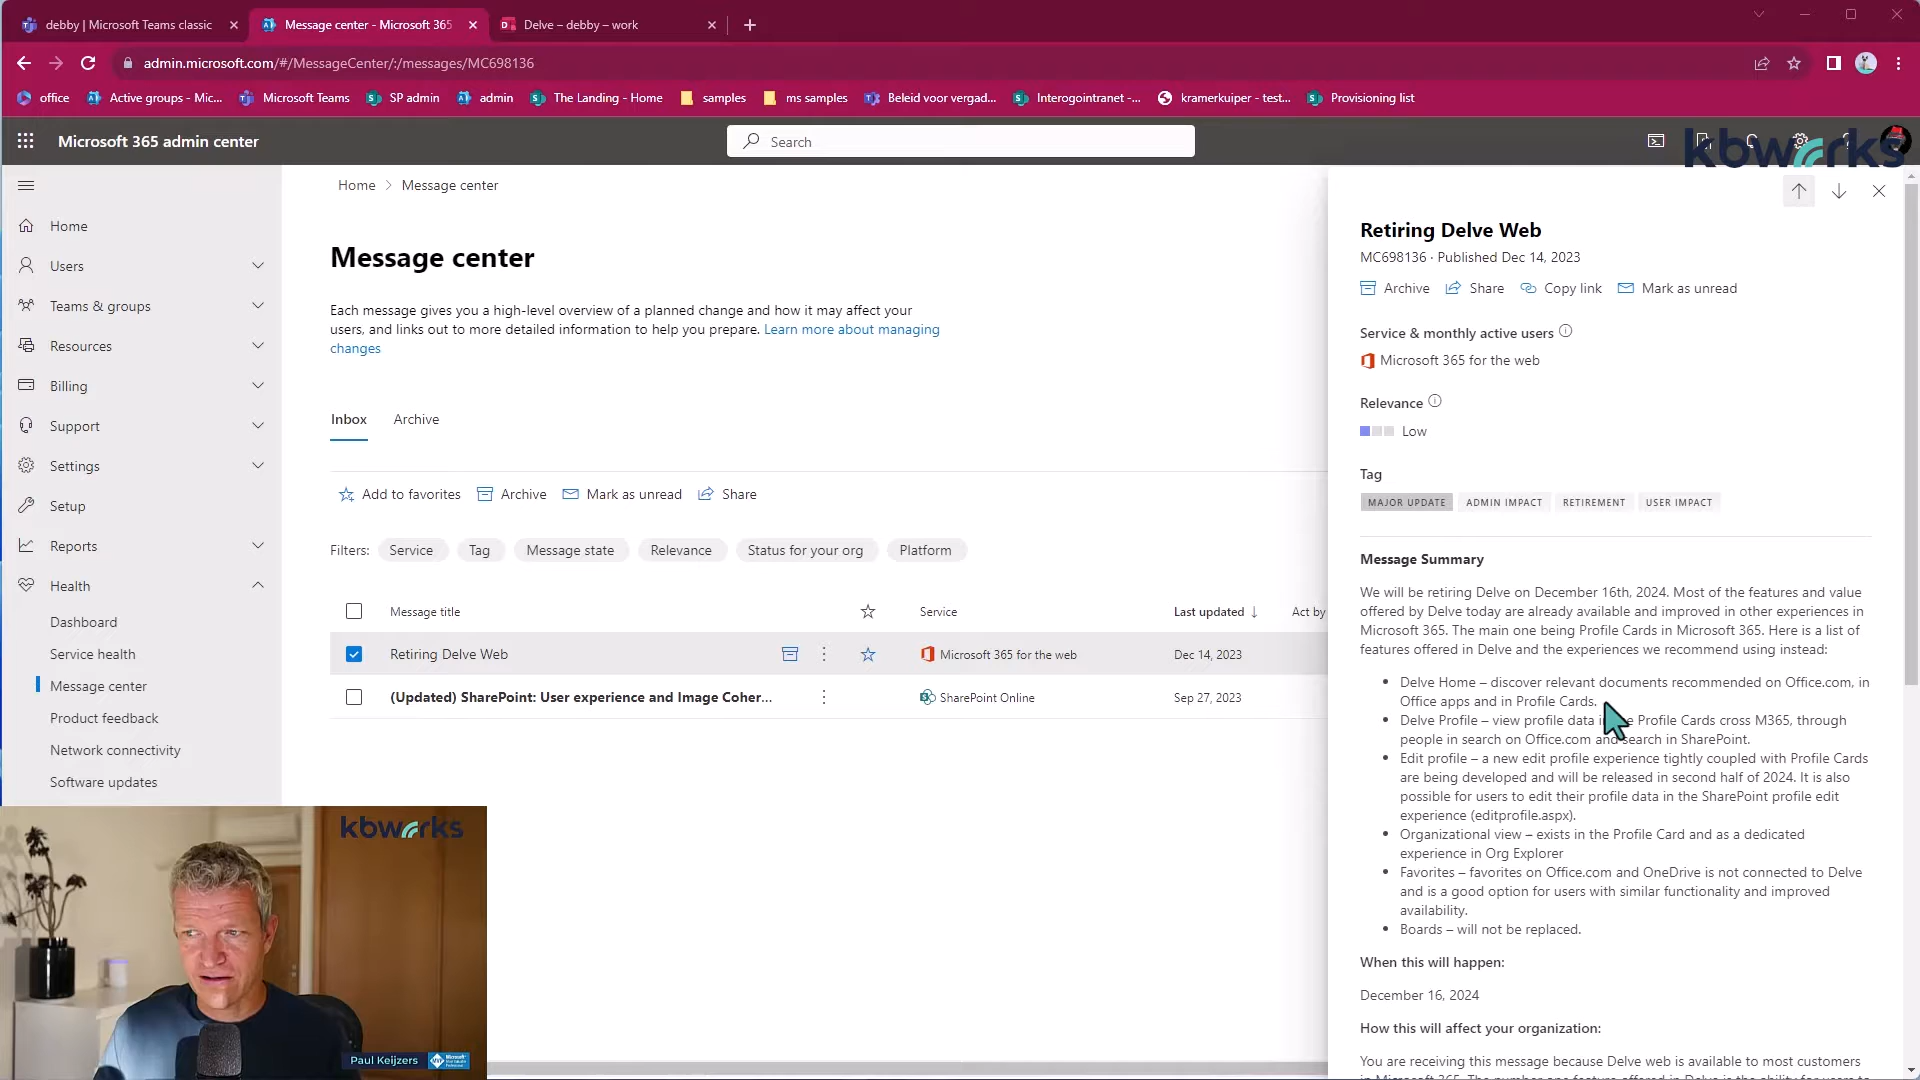 debby | Microsoft Teams classic
Message center - Microsoft 365
Delve – debby – work
admin.microsoft.com/#/MessageCenter/:/messages/MC698136
office
Active groups - Mic...
Microsoft Teams
SP admin
admin
The Landing - Home
samples
ms samples
Beleid voor vergad...
Interogointranet -...
kramerkuiper - test...
Provisioning list
Microsoft 365 admin center
Search
kbworks
Home
Users
Teams & groups
Resources
Billing
Support
Settings
Setup
Reports
Health
Dashboard
Service health
Message center
Product feedback
Network connectivity
Software updates
Home > Message center
Message center
Each message gives you a high-level overview of a planned change and how it may affect your
users, and links out to more detailed information to help you prepare. Learn more about managing
changes
Inbox Archive
Add to favorites Archive Mark as unread Share
Filters: Service Tag Message state Relevance Status for your org Platform
Message title Service Last updated ↓ Act by
Retiring Delve Web Microsoft 365 for the web Dec 14, 2023
(Updated) SharePoint: User experience and Image Coher... SharePoint Online Sep 27, 2023
Retiring Delve Web
MC698136 · Published Dec 14, 2023
Archive Share Copy link Mark as unread
Service & monthly active users
Microsoft 365 for the web
Relevance
Low
Tag
MAJOR UPDATE ADMIN IMPACT RETIREMENT USER IMPACT
Message Summary
We will be retiring Delve on December 16th, 2024. Most of the features and value
offered by Delve today are already available and improved in other experiences in
Microsoft 365. The main one being Profile Cards in Microsoft 365. Here is a list of
features offered in Delve and the experiences we recommend using instead:
• Delve Home – discover relevant documents recommended on Office.com, in
Office apps and in Profile Cards.
• Delve Profile – view profile data Profile Cards cross M365, through
people in search on Office.com and search in SharePoint.
• Edit profile – a new edit profile experience tightly coupled with Profile Cards
are being developed and will be released in second half of 2024. It is also
possible for users to edit their profile data in the SharePoint profile edit
experience (editprofile.aspx).
• Organizational view – exists in the Profile Card and as a dedicated
experience in Org Explorer
• Favorites – favorites on Office.com and OneDrive is not connected to Delve
and is a good option for users with similar functionality and improved
availability.
• Boards – will not be replaced.
When this will happen:
December 16, 2024
How this will affect your organization:
You are receiving this message because Delve web is available to most customers
kbworks
Paul Keijzers